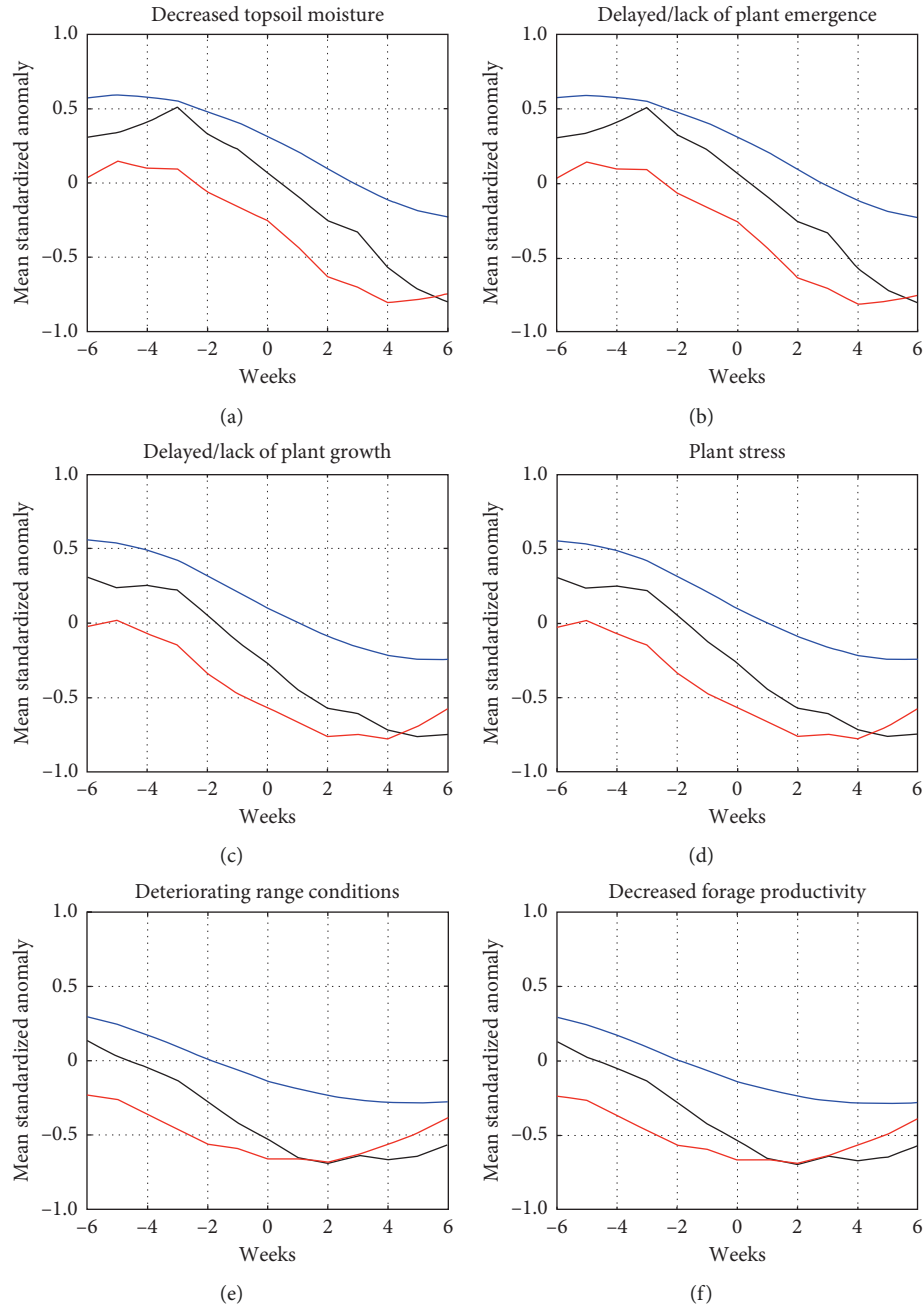 Decreased topsoil moisture
Mean standardized anomaly
1.0
0.5
0
–0.5
–1.0
–6 –4 –2 0 2 4 6
Weeks
(a)
Delayed/lack of plant emergence
Mean standardized anomaly
1.0
0.5
0
–0.5
–1.0
–6 –4 –2 0 2 4 6
Weeks
(b)
Delayed/lack of plant growth
Mean standardized anomaly
1.0
0.5
0
–0.5
–1.0
–6 –4 –2 0 2 4 6
Weeks
(c)
Plant stress
Mean standardized anomaly
1.0
0.5
0
–0.5
–1.0
–6 –4 –2 0 2 4 6
Weeks
(d)
Deteriorating range conditions
Mean standardized anomaly
1.0
0.5
0
–0.5
–1.0
–6 –4 –2 0 2 4 6
Weeks
(e)
Decreased forage productivity
Mean standardized anomaly
1.0
0.5
0
–0.5
–1.0
–6 –4 –2 0 2 4 6
Weeks
(f)